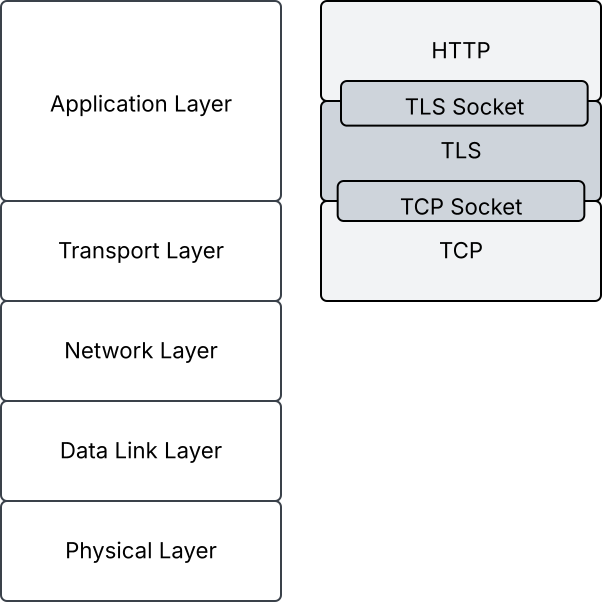 Application Layer
Transport Layer
Network Layer
Data Link Layer
Physical Layer
HTTP
TLS Socket
TLS
TCP Socket
TCP